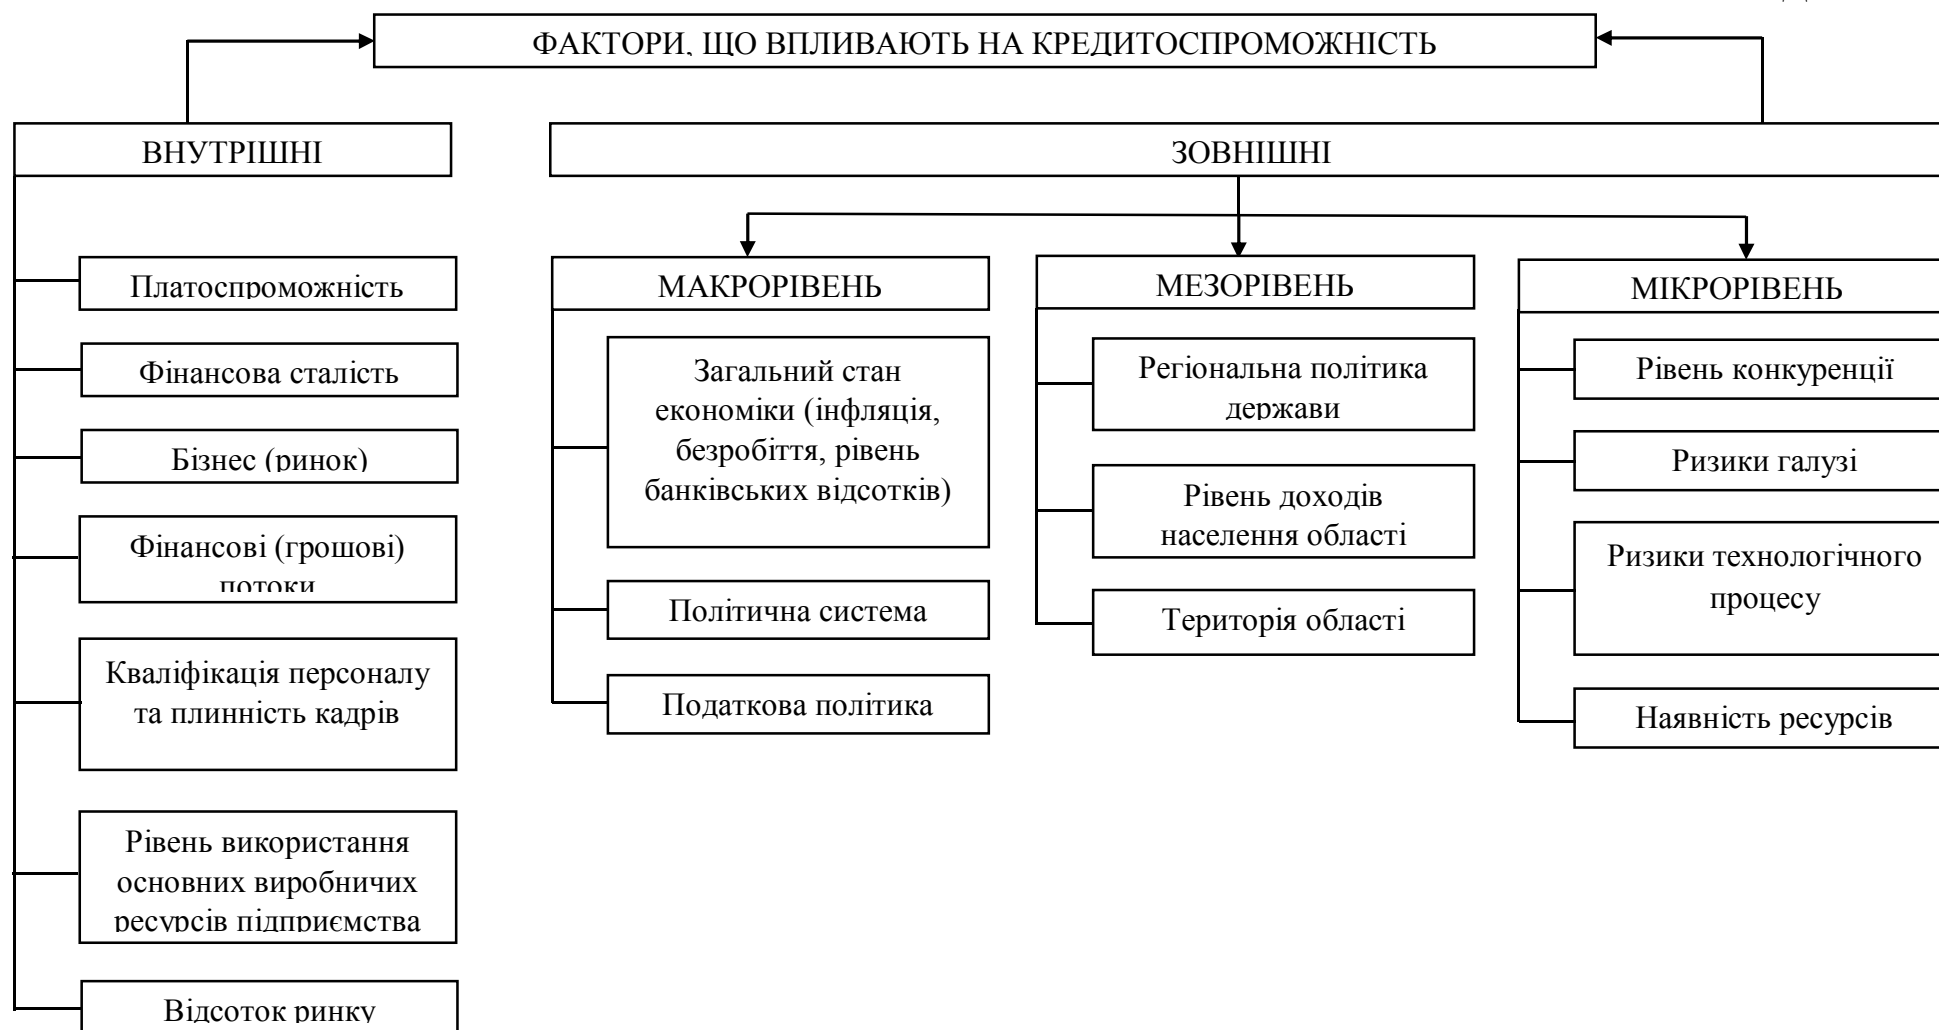 ФАКТОРИ, ЩО ВПЛИВАЮТЬ НА КРЕДИТОСПРОМОЖНІСТЬ
ВНУТРІШНІ
Платоспроможність
Фінансова сталість
Бізнес (ринок)
Фінансові (грошові)
потоки
Кваліфікація персоналу
та плинність кадрів
Рівень використання
основних виробничих
ресурсів підприємства
Відсоток ринку
ЗОВНІШНІ
МАКРОРІВЕНЬ
Загальний стан
економіки (інфляція,
безробіття, рівень
банківських відсотків)
Політична система
Податкова політика
МЕЗОРІВЕНЬ
Регіональна політика
держави
Рівень доходів
населення області
Територія області
МІКРОРІВЕНЬ
Рівень конкуренції
Ризики галузі
Ризики технологічного
процесу
Наявність ресурсів